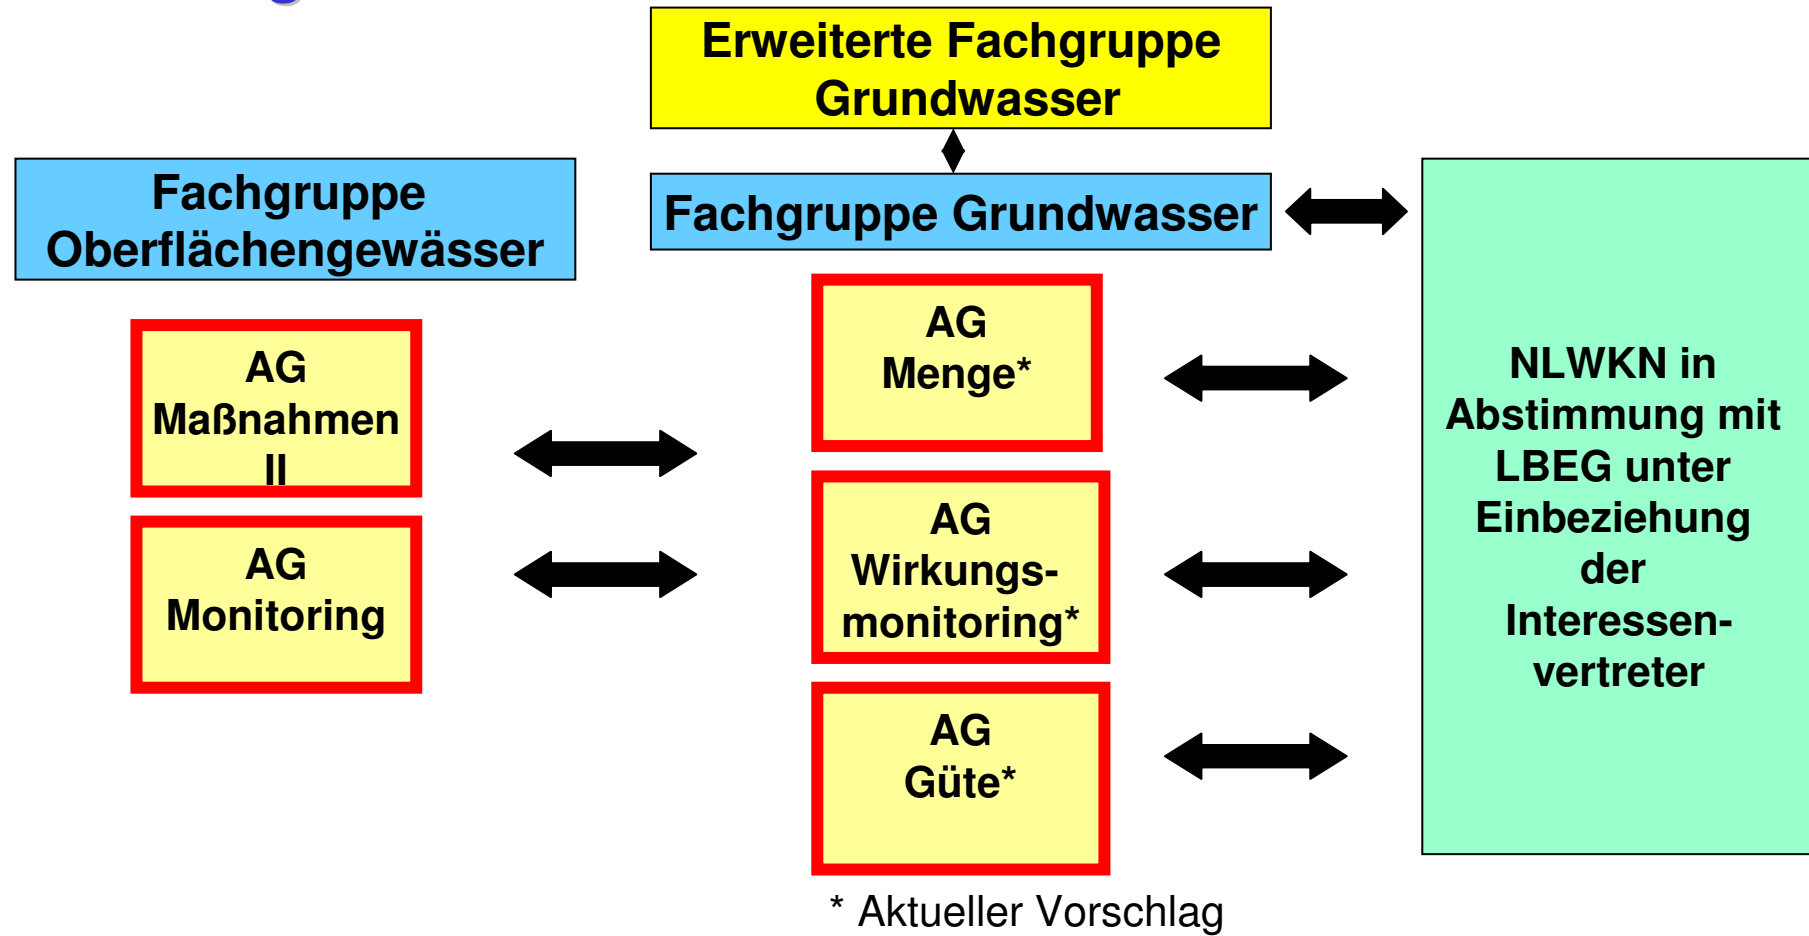 Erweiterte Fachgruppe
Grundwasser
Fachgruppe
Oberflächengewässer
Fachgruppe Grundwasser
AG
Maßnahmen
II
AG
Monitoring
AG
Menge*
AG
Wirkungs-
monitoring*
AG
Güte*
NLWKN in
Abstimmung mit
LBEG unter
Einbeziehung
der
Interessen-
vertreter
* Aktueller Vorschlag